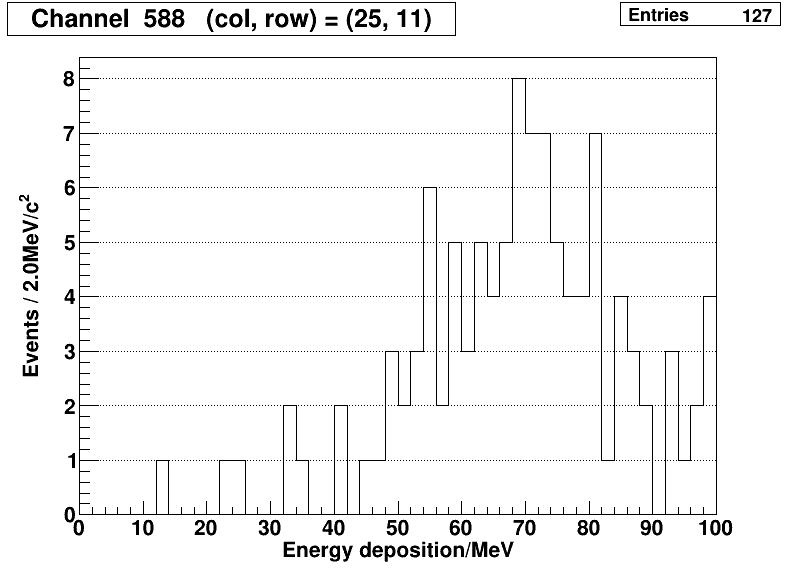 Channel 588 (col, row) = (25, 11)
Entries 127
Events / 2.0MeV/c²
8
7
6
5
4
3
2
1
0
0 10 20 30 40 50 60 70 80 90 100
Energy deposition/MeV